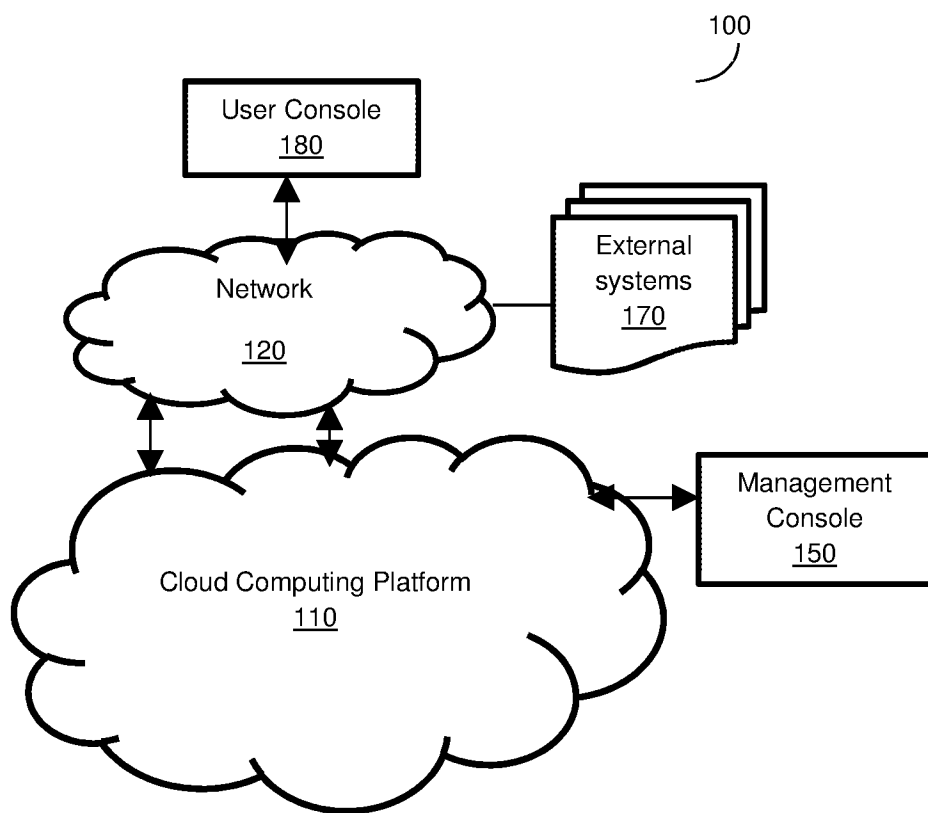 100
User Console
180
External
systems
170
Network
120
Management
Console
150
Cloud Computing Platform
110